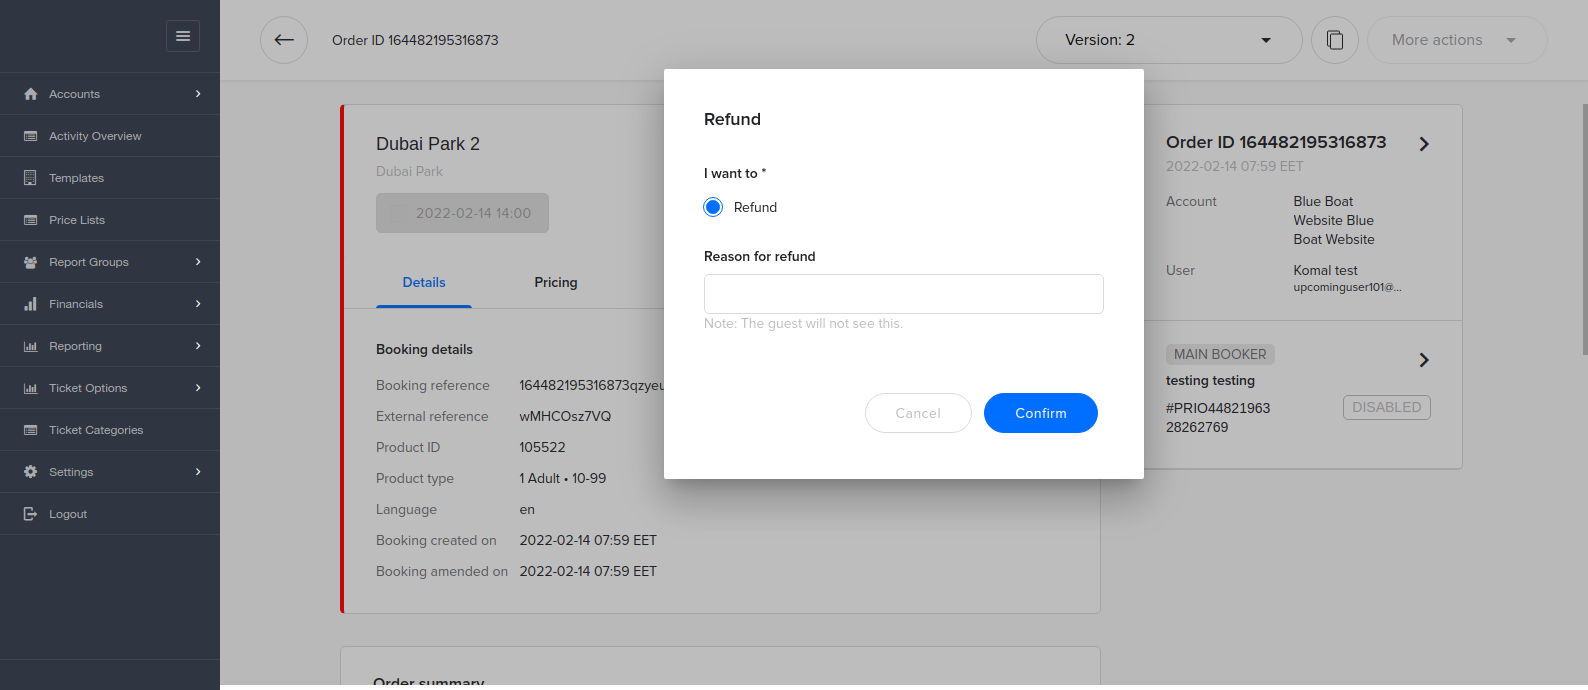 Accounts
Activity Overview
Templates
Price Lists
Report Groups
Financials
Reporting
Ticket Options
Ticket Categories
Settings
Logout
Order ID 164482195316873
Version: 2
More actions
Dubai Park 2
Dubai Park
2022-02-14 14:00
Details
Pricing
Booking details
Booking reference 164482195316873qzyeu
External reference wMHCOsz7VQ
Product ID 105522
Product type 1 Adult • 10-99
Language en
Booking created on 2022-02-14 07:59 EET
Booking amended on 2022-02-14 07:59 EET
Order summary
Refund
I want to *
Refund
Reason for refund
Note: The guest will not see this.
Cancel
Confirm
Order ID 164482195316873
2022-02-14 07:59 EET
Account Blue Boat
Website Blue
Boat Website
User Komal test
upcominguser101@...
MAIN BOOKER
testing testing
#PRIO44821963
28262769
DISABLED